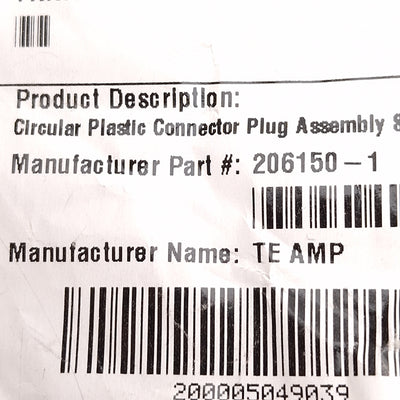 Product Description:
Circular Plastic Connector Plug Assembly
Manufacturer Part #: 206150-1
Manufacturer Name: TE AMP
200005049039